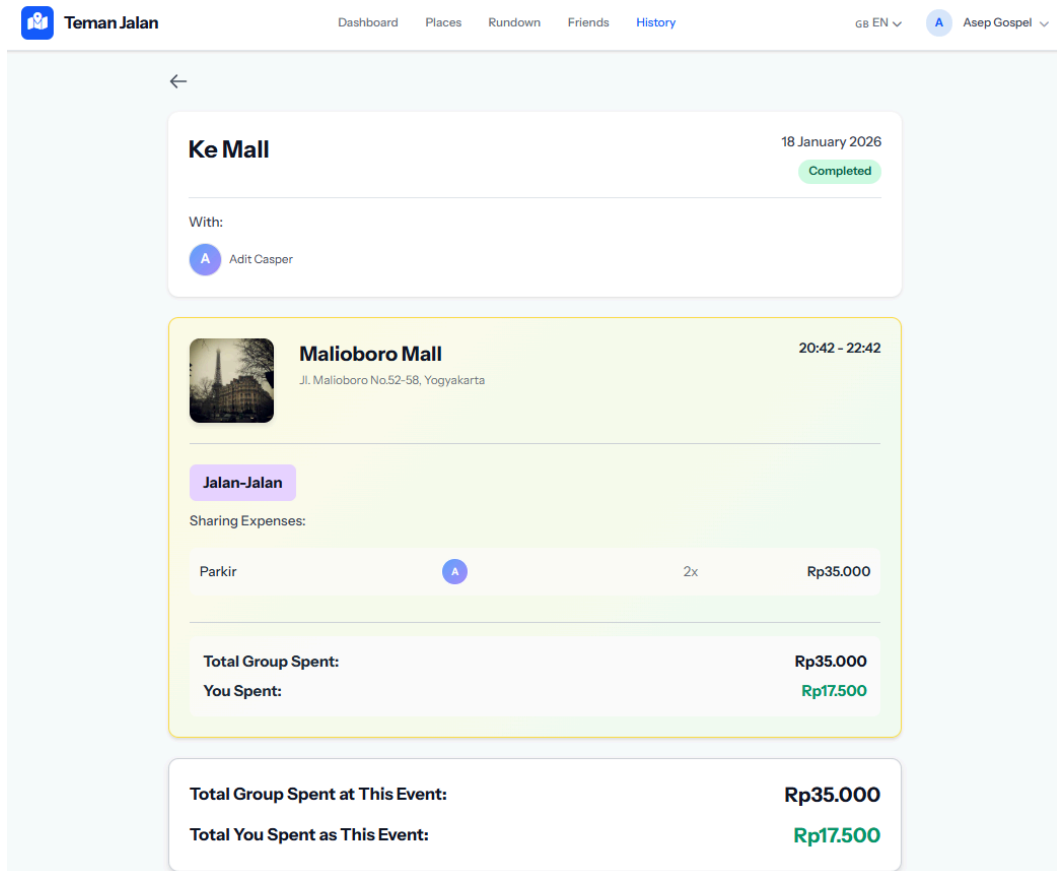 Teman Jalan Dashboard Places Rundown Friends History GB EN A Asep Gospel
Ke Mall 18 January 2026
Completed
With:
A Adit Casper
Malioboro Mall 20:42 - 22:42
Jl. Malioboro No.52-58, Yogyakarta
Jalan-Jalan
Sharing Expenses:
Parkir A 2x Rp35.000
Total Group Spent: Rp35.000
You Spent: Rp17.500
Total Group Spent at This Event: Rp35.000
Total You Spent as This Event: Rp17.500